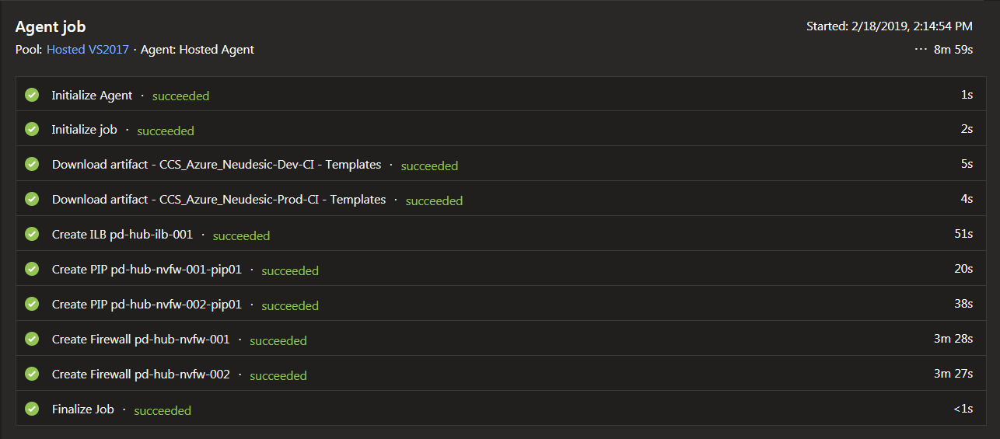 Agent job
Started: 2/18/2019, 2:14:54 PM
Pool: Hosted VS2017 · Agent: Hosted Agent
··· 8m 59s
Initialize Agent · succeeded 1s
Initialize job · succeeded 2s
Download artifact - CCS_Azure_Neudesic-Dev-CI - Templates · succeeded 5s
Download artifact - CCS_Azure_Neudesic-Prod-CI - Templates · succeeded 4s
Create ILB pd-hub-ilb-001 · succeeded 51s
Create PIP pd-hub-nvfw-001-pip01 · succeeded 20s
Create PIP pd-hub-nvfw-002-pip01 · succeeded 38s
Create Firewall pd-hub-nvfw-001 · succeeded 3m 28s
Create Firewall pd-hub-nvfw-002 · succeeded 3m 27s
Finalize Job · succeeded <1s